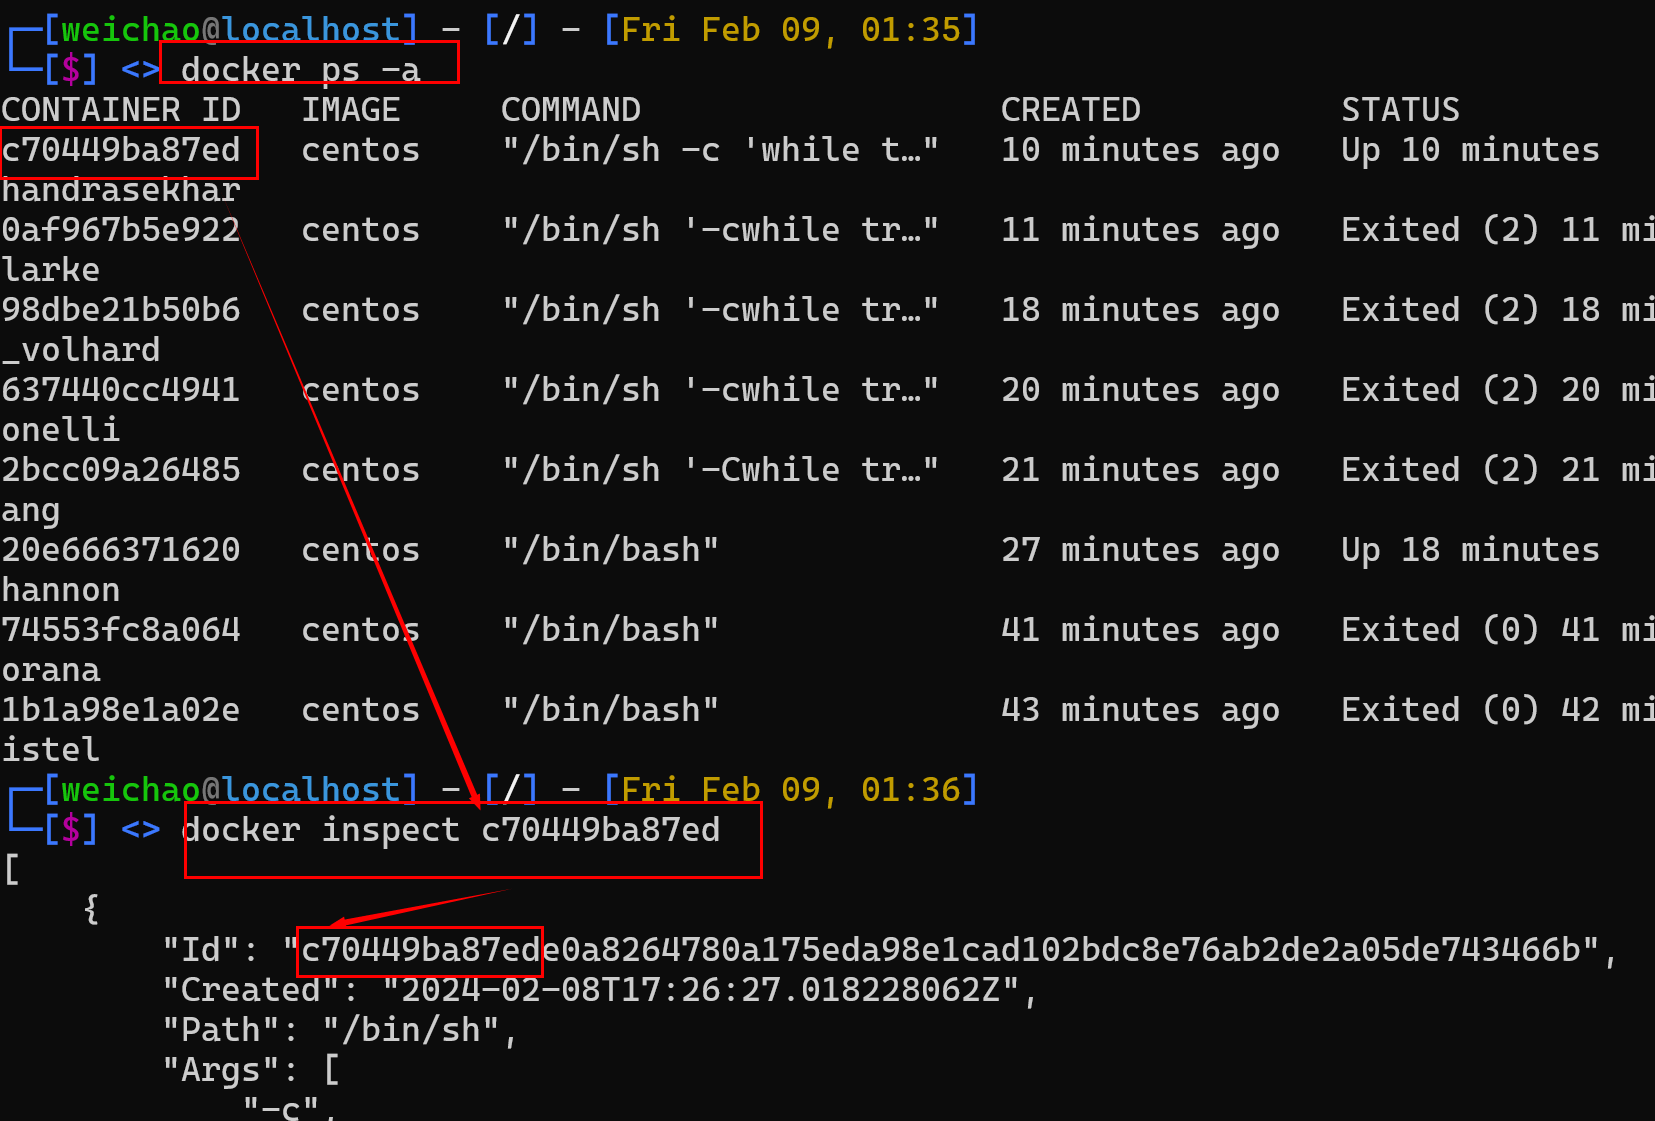 [weichao@localhost] - [/] - [Fri Feb 09, 01:35]
[$] <> docker ps -a
CONTAINER ID   IMAGE     COMMAND                  CREATED          STATUS
c70449ba87ed   centos    "/bin/sh -c 'while t…"   10 minutes ago   Up 10 minutes
handrasekhar
0af967b5e922   centos    "/bin/sh '-cwhile tr…"   11 minutes ago   Exited (2) 11 mi
larke
98dbe21b50b6   centos    "/bin/sh '-cwhile tr…"   18 minutes ago   Exited (2) 18 mi
_volhard
637440cc4941   centos    "/bin/sh '-cwhile tr…"   20 minutes ago   Exited (2) 20 mi
onelli
2bcc09a26485   centos    "/bin/sh '-Cwhile tr…"   21 minutes ago   Exited (2) 21 mi
ang
20e666371620   centos    "/bin/bash"              27 minutes ago   Up 18 minutes
hannon
74553fc8a064   centos    "/bin/bash"              41 minutes ago   Exited (0) 41 mi
orana
1b1a98e1a02e   centos    "/bin/bash"              43 minutes ago   Exited (0) 42 mi
istel
[weichao@localhost] - [/] - [Fri Feb 09, 01:36]
[$] <> docker inspect c70449ba87ed
[
    {
        "Id": "c70449ba87ede0a8264780a175eda98e1cad102bdc8e76ab2de2a05de743466b",
        "Created": "2024-02-08T17:26:27.018228062Z",
        "Path": "/bin/sh",
        "Args": [
            "-c",